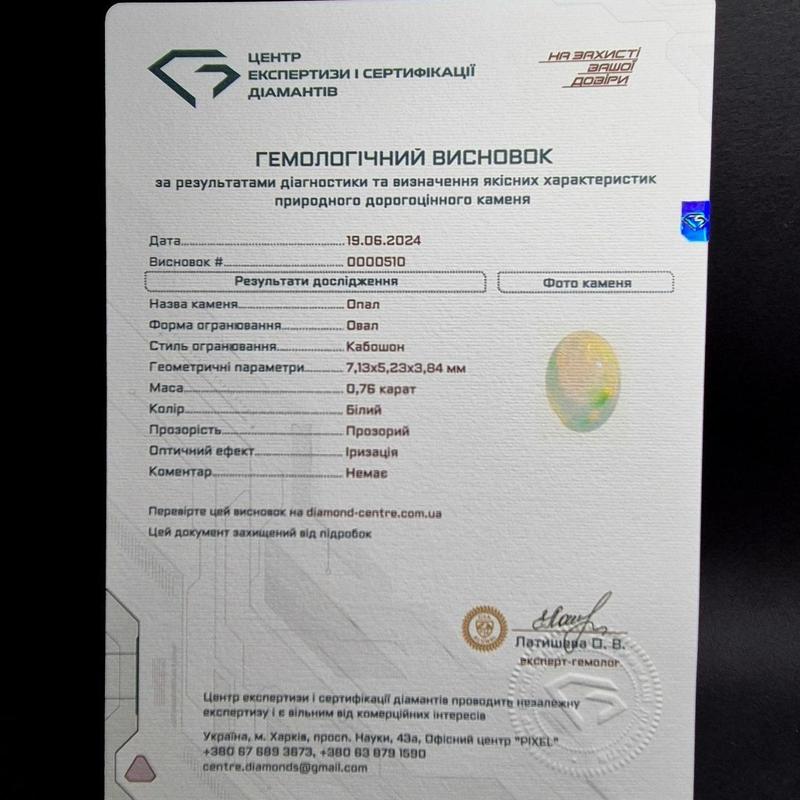 ЦЕНТР
ЕКСПЕРТИЗИ І СЕРТИФІКАЦІЇ
ДІАМАНТІВ
НА ЗАХИСТІ
ВАШОЇ
ДОВІРИ
ГЕМОЛОГІЧНИЙ ВИСНОВОК
за результатами діагностики та визначення якісних характеристик
природного дорогоцінного каменя
Дата 19.06.2024
Висновок # 0000510
Результати дослідження
Фото каменя
Назва каменя Опал
Форма огранювання Овал
Стиль огранювання Кабошон
Геометричні параметри 7,13x5,23x3,84 мм
Маса 0,76 карат
Колір Білий
Прозорість Прозорий
Оптичний ефект Іризація
Коментар Немає
Перевірте цей висновок на diamond-centre.com.ua
Цей документ захищений від підробок
Латишева О. В.
експерт-гемолог
Центр експертизи і сертифікації діамантів проводить незалежну
експертизу і є вільним від комерційних інтересів
Україна, м. Харків, просп. Науки, 43а, Офісний центр "PIXEL"
+380 67 689 3673, +380 63 879 1590
centre.diamonds@gmail.com